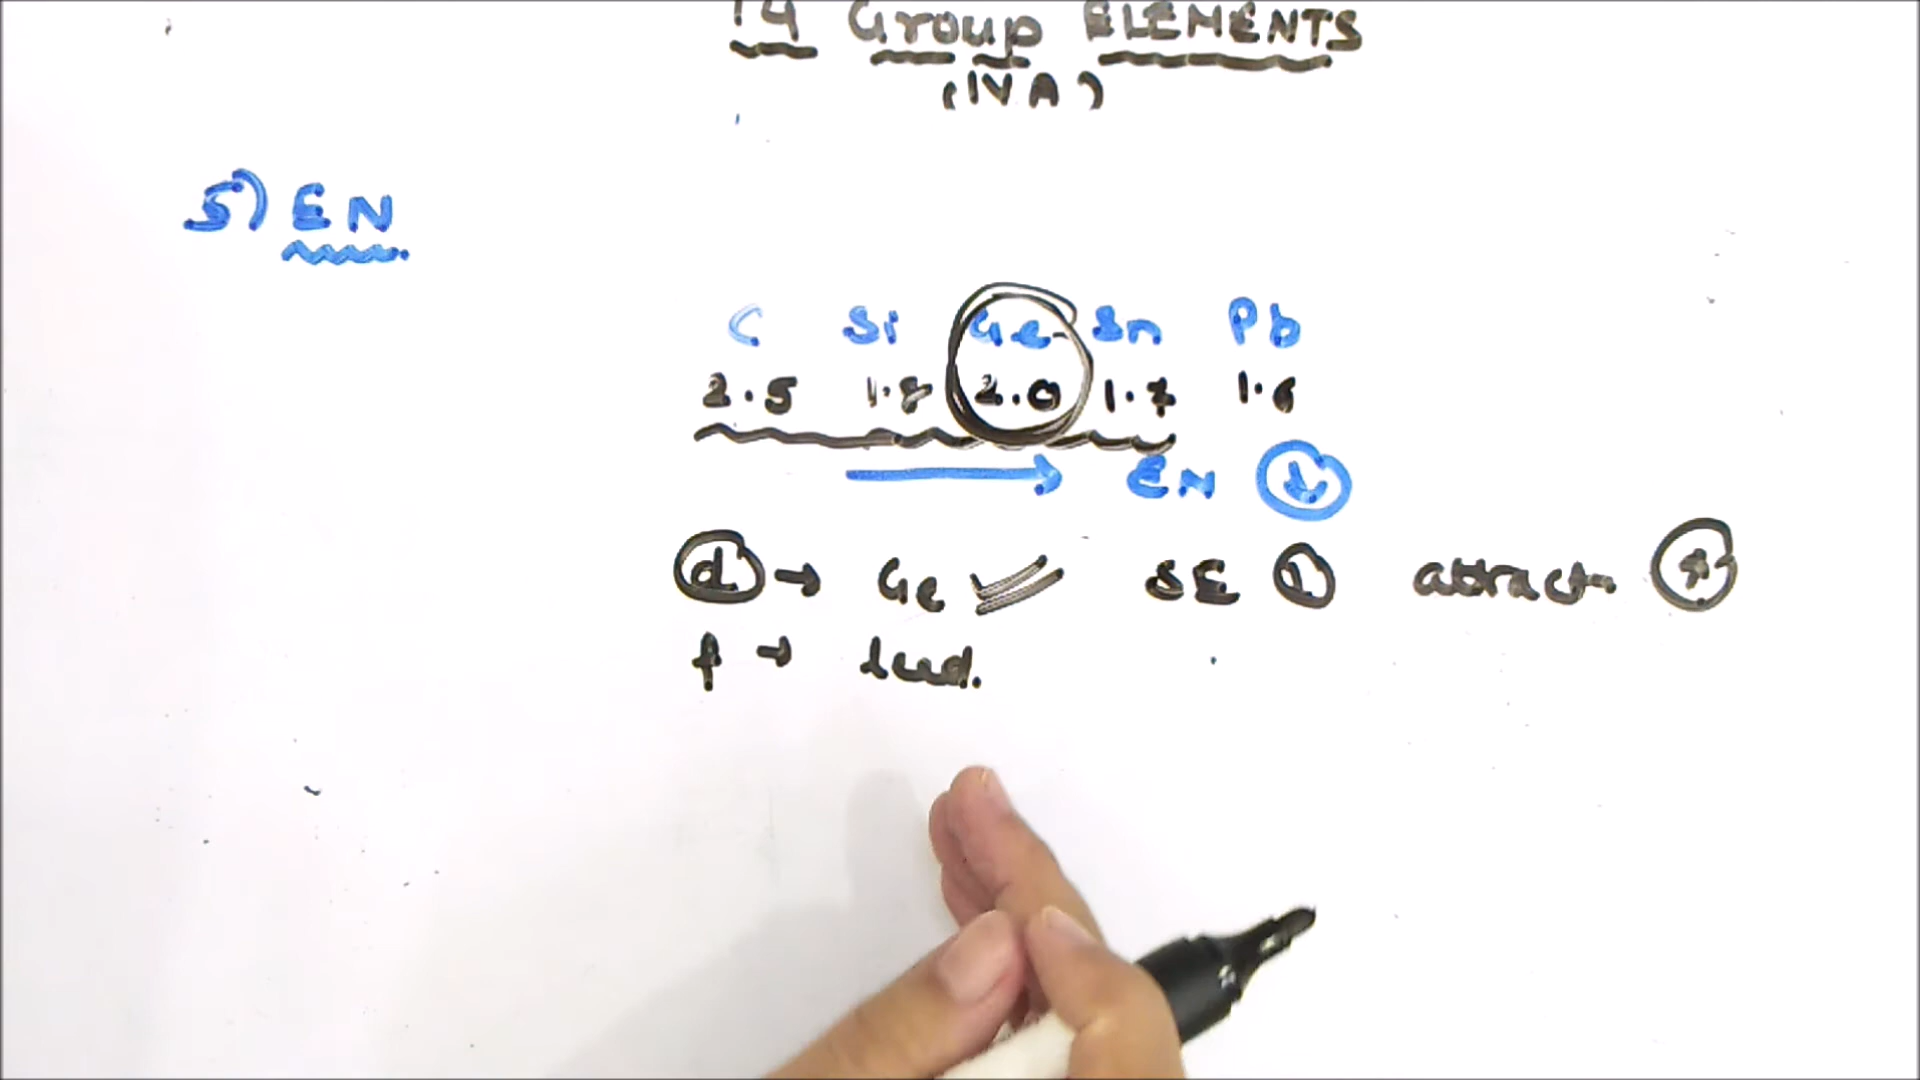 14 Group ELEMENTS
(IVA)
5) EN
C Si Ge Sn Pb
2.5 1.8 2.0 1.7 1.6
→ EN ↓
d → Ge SE ↓ attract
f → lead.